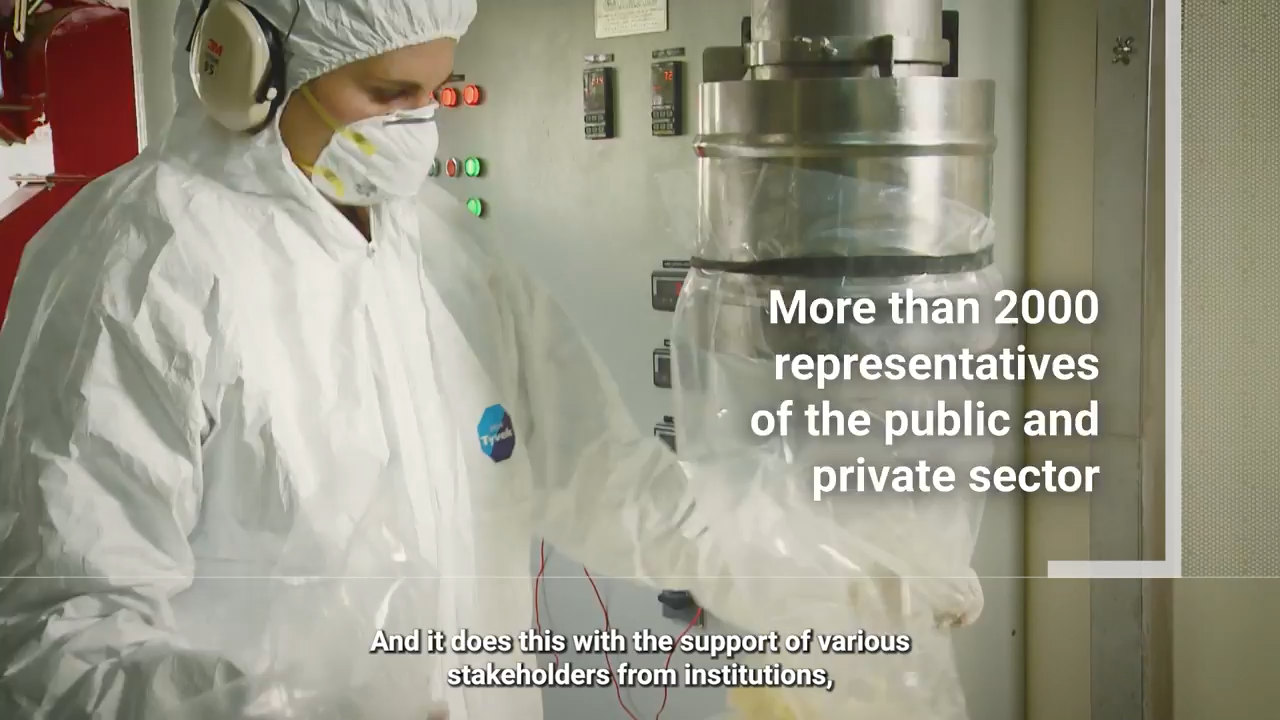 3M
Tyvek
More than 2000
representatives
of the public and
private sector
And it does this with the support of various
stakeholders from institutions,